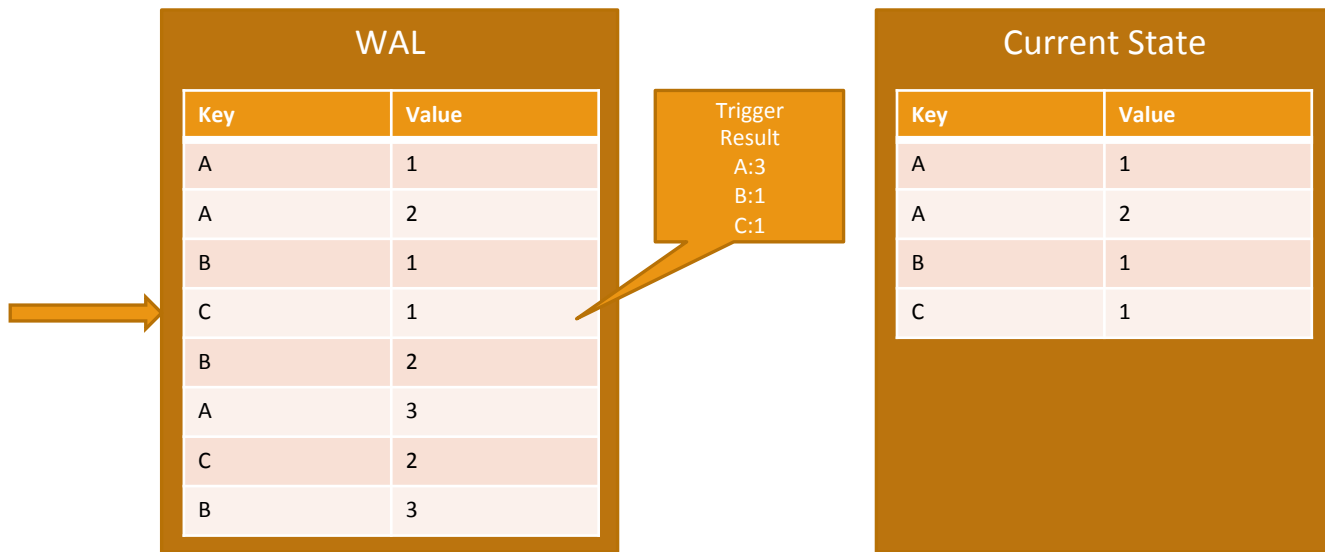 WAL
Key Value
A 1
A 2
B 1
C 1
B 2
A 3
C 2
B 3
Trigger
Result
A:3
B:1
C:1
Current State
Key Value
A 1
A 2
B 1
C 1